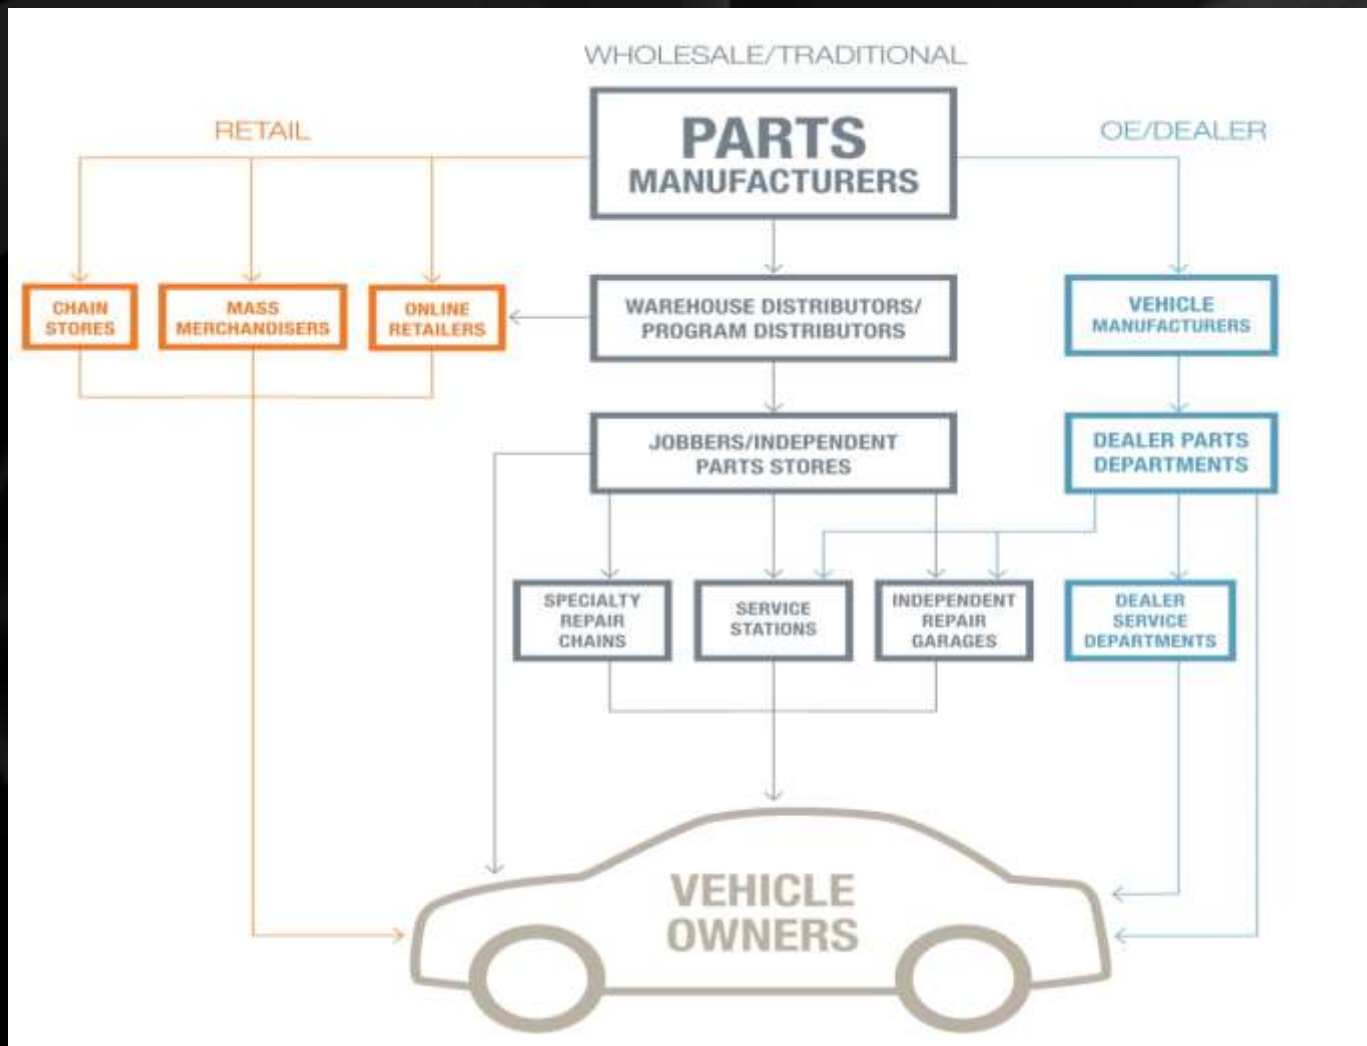 WHOLESALE/TRADITIONAL
RETAIL
OE/DEALER
PARTS
MANUFACTURERS
CHAIN
STORES
MASS
MERCHANDISERS
ONLINE
RETAILERS
WAREHOUSE DISTRIBUTORS/
PROGRAM DISTRIBUTORS
VEHICLE
MANUFACTURERS
JOBBERS/INDEPENDENT
PARTS STORES
DEALER PARTS
DEPARTMENTS
SPECIALTY
REPAIR
CHAINS
SERVICE
STATIONS
INDEPENDENT
REPAIR
GARAGES
DEALER
SERVICE
DEPARTMENTS
VEHICLE
OWNERS